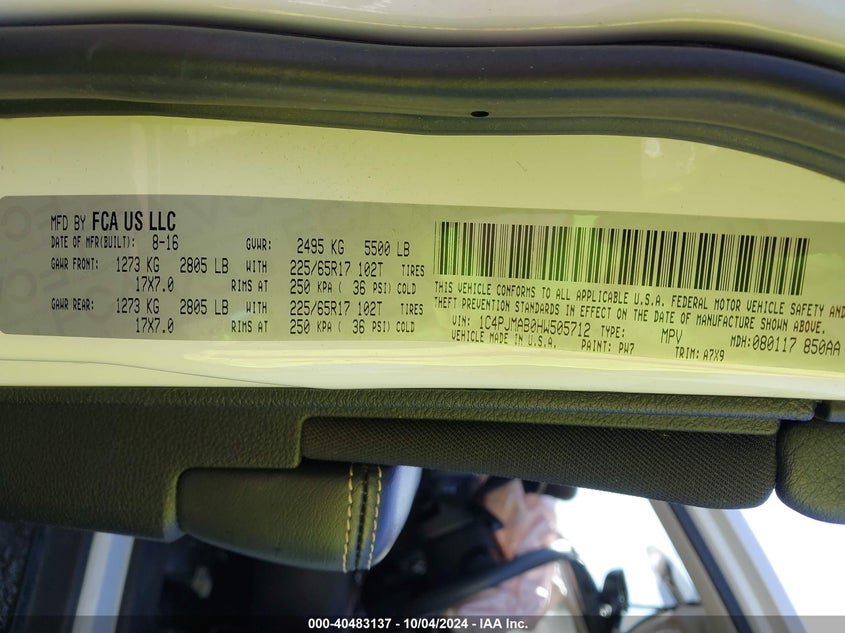 MFD BY FCA US LLC
DATE OF MFR(BUILT): 8-16 GVWR: 2495 KG 5500 LB
GAWR FRONT: 1273 KG 2805 LB WITH 225/65R17 102T TIRES
17X7.0 RIMS AT 250 KPA ( 36 PSI) COLD
GAWR REAR: 1273 KG 2805 LB WITH 225/65R17 102T TIRES
17X7.0 RIMS AT 250 KPA ( 36 PSI) COLD
THIS VEHICLE CONFORMS TO ALL APPLICABLE U.S.A. FEDERAL MOTOR VEHICLE SAFETY AND
THEFT PREVENTION STANDARDS IN EFFECT ON THE DATE OF MANUFACTURE SHOWN ABOVE.
VIN: 1C4PJMAB0HW505712 TYPE: MPV MDH: 080117 850AA
VEHICLE MADE IN U.S.A. PAINT: PW7 TRIM: A7X9
000-40483137 - 10/04/2024 - IAA Inc.